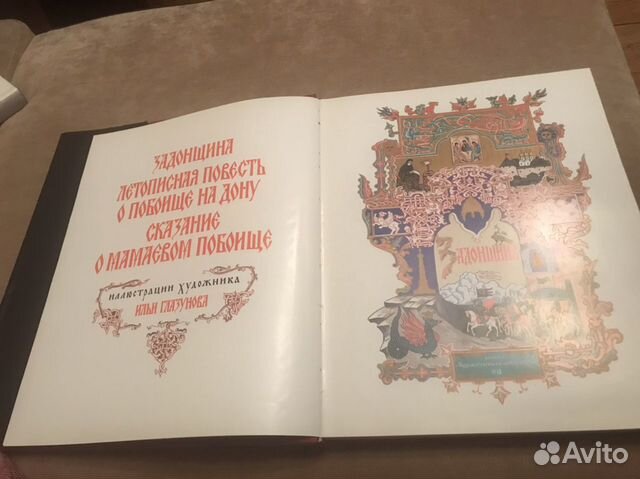 ЗАДОНЩИНА
ЛЕТОПИСНАЯ ПОВЕСТЬ
О ПОБОИЩЕ НА ДОНУ
СКАЗАНИЕ
О МАМАЕВОМ ПОБОИЩЕ
ИЛЛЮСТРАЦИИ ХУДОЖНИКА
ИЛЬИ ГЛАЗУНОВА
ЗАДОНЩИНА
Avito